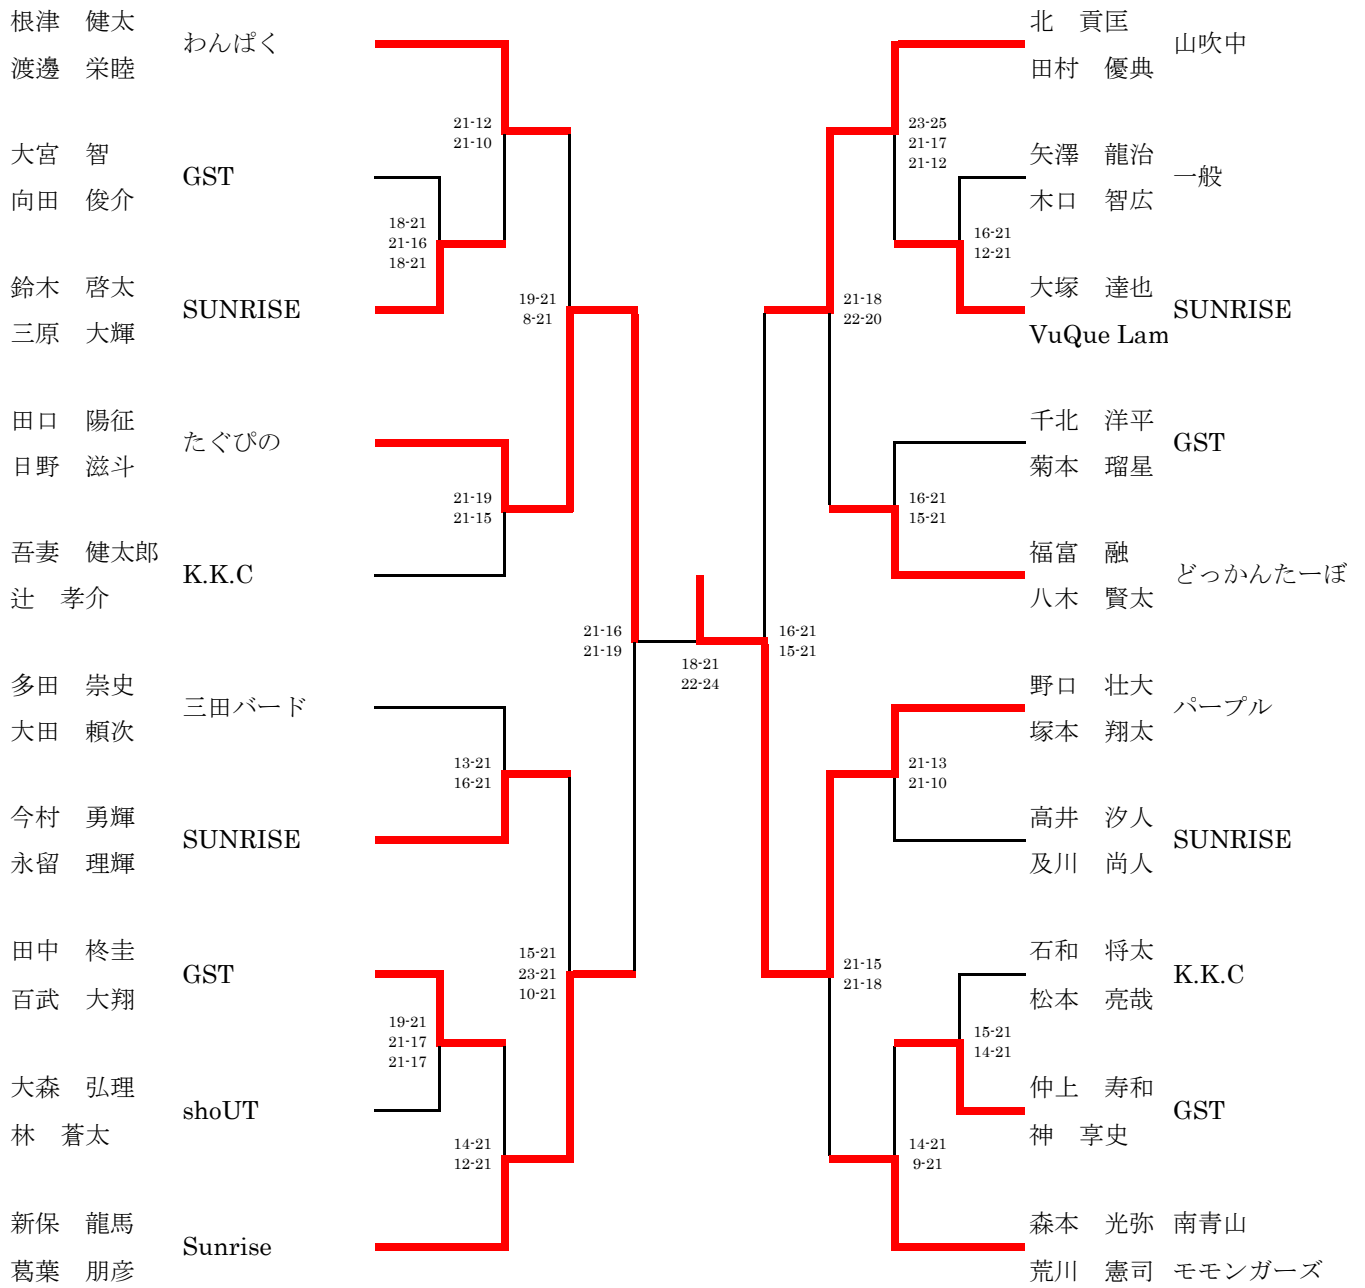 根津　健太
わんぱく
渡邊　栄睦
21-12
21-10
大宮　智
GST
向田　俊介
18-21
21-16
18-21
鈴木　啓太
SUNRISE
三原　大輝
19-21
8-21
田口　陽征
たぐぴの
日野　滋斗
21-19
21-15
吾妻　健太郎
K.K.C
辻　孝介
21-16
21-19
多田　崇史
三田バード
大田　頼次
13-21
16-21
今村　勇輝
SUNRISE
永留　理輝
15-21
23-21
10-21
田中　柊圭
GST
百武　大翔
19-21
21-17
21-17
大森　弘理
shoUT
林　蒼太
14-21
12-21
新保　龍馬
Sunrise
葛葉　朋彦
18-21
22-24
北　貢匡
山吹中
田村　優典
23-25
21-17
21-12
矢澤　龍治
一般
木口　智広
16-21
12-21
大塚　達也
SUNRISE
VuQue Lam
21-18
22-20
千北　洋平
GST
菊本　瑠星
16-21
15-21
福富　融
どっかんたーぼ
八木　賢太
16-21
15-21
野口　壮大
パープル
塚本　翔太
21-13
21-10
高井　汐人
SUNRISE
及川　尚人
21-15
21-18
石和　将太
K.K.C
松本　亮哉
15-21
14-21
仲上　寿和
GST
神　享史
14-21
9-21
森本　光弥　南青山
荒川　憲司　モモンガーズ